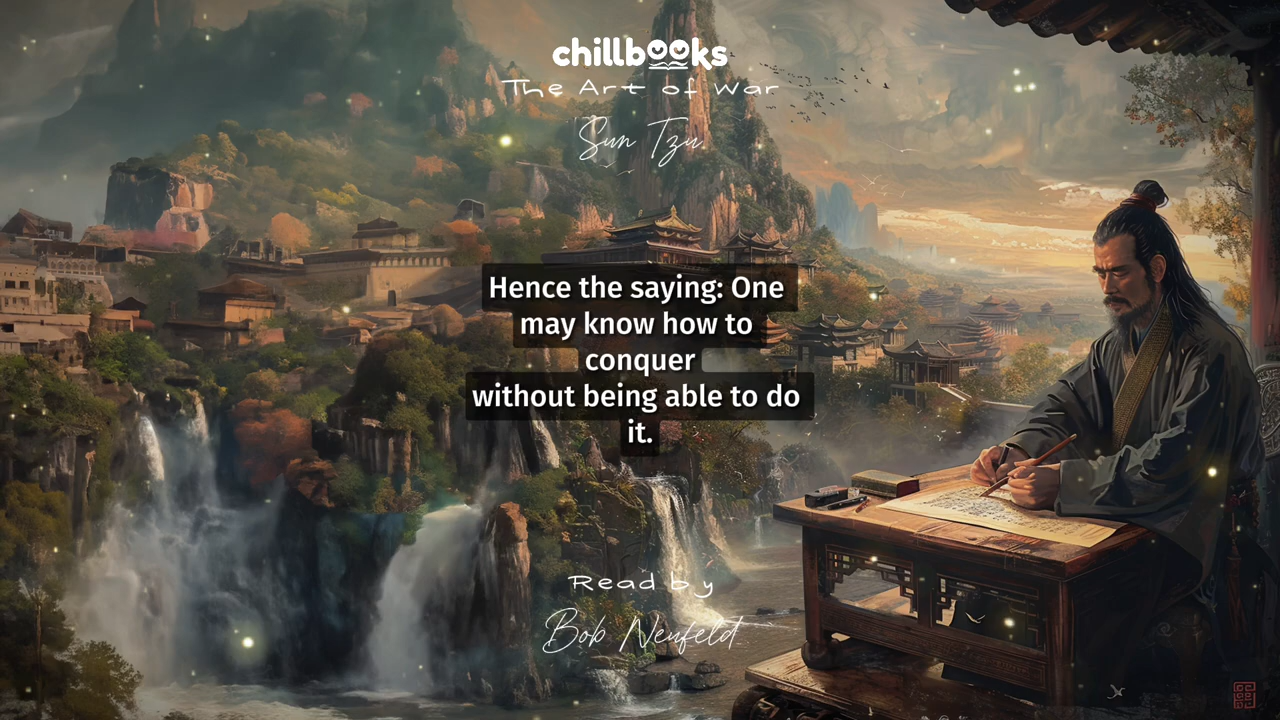 chillbooks
The Art of War
Sun Tzu
Hence the saying: One
may know how to
conquer
without being able to do
it.
Read by
Bob Neufeld